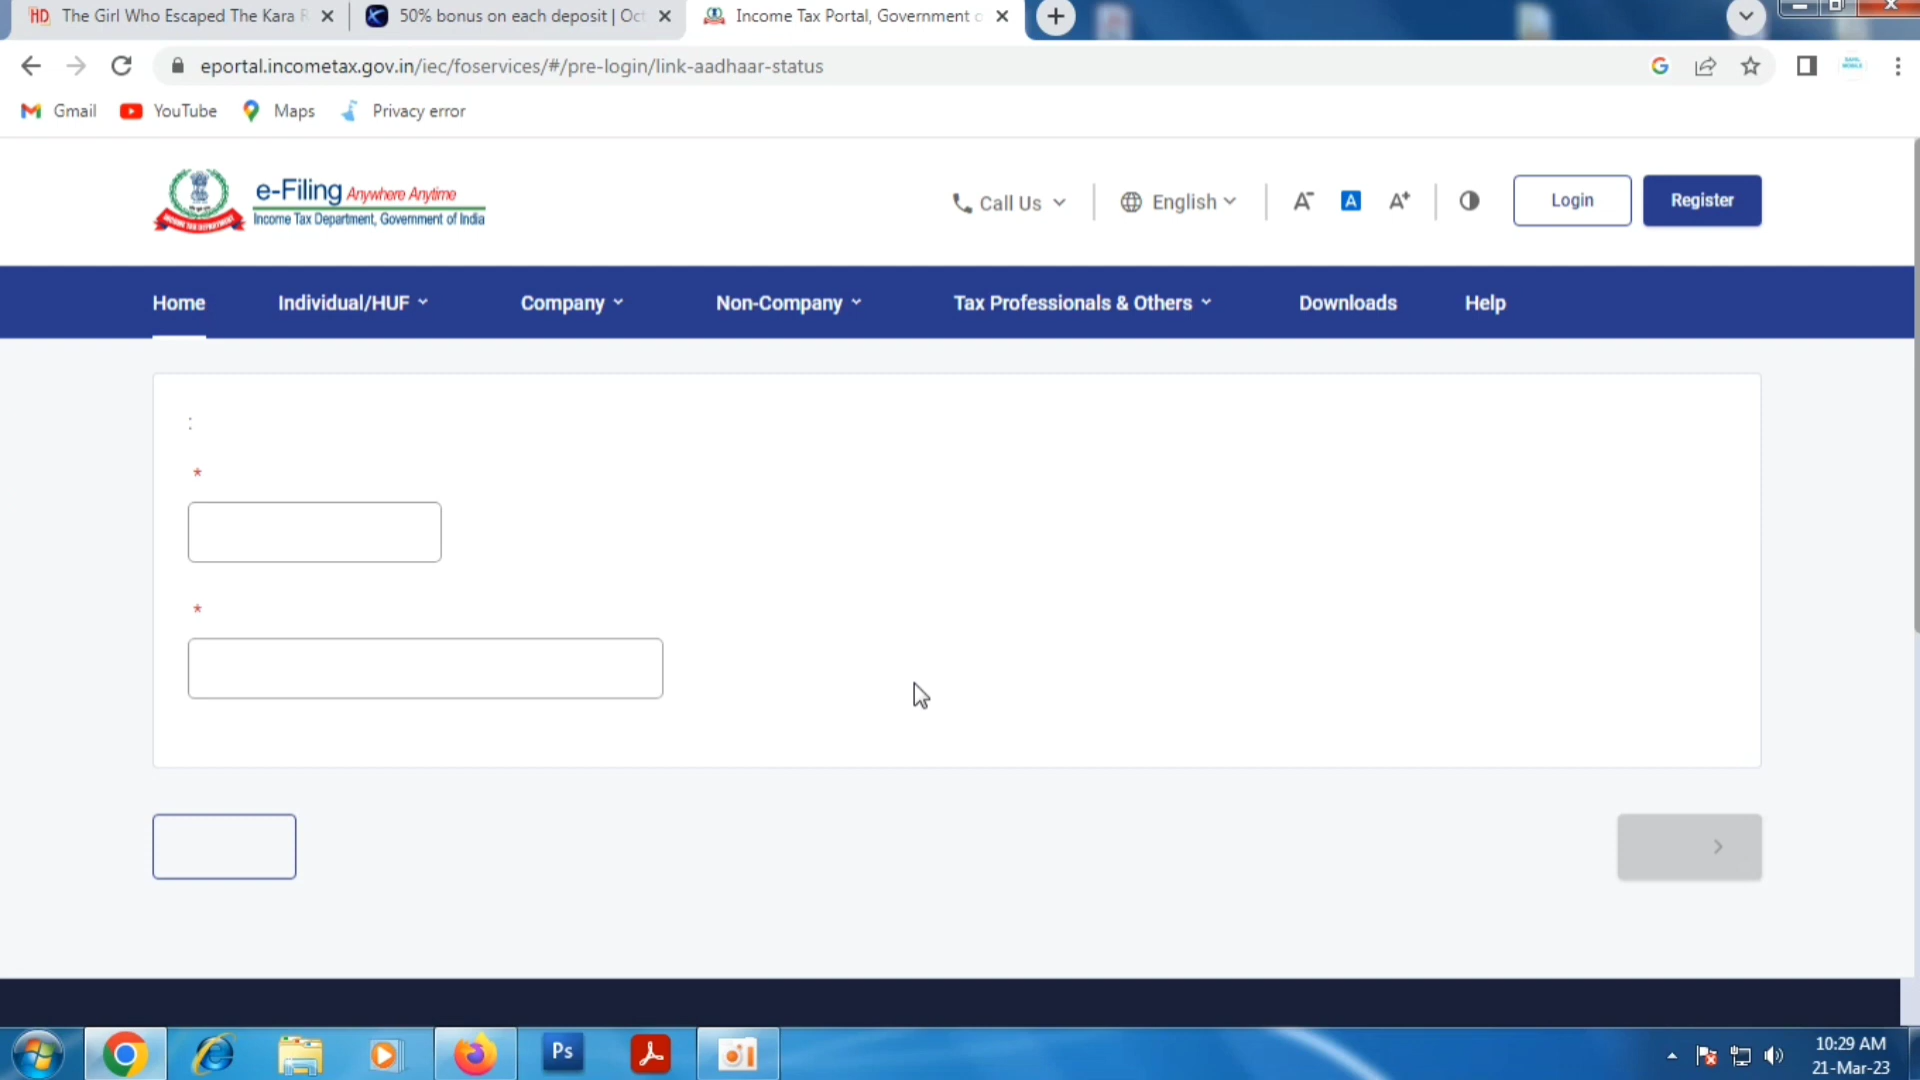 HD The Girl Who Escaped The Kara R
50% bonus on each deposit | Oct
Income Tax Portal, Government o
eportal.incometax.gov.in/iec/foservices/#/pre-login/link-aadhaar-status
Gmail YouTube Maps Privacy error
e-Filing Anywhere Anytime
Income Tax Department, Government of India
Call Us English A- A A+ Login Register
Home Individual/HUF Company Non-Company Tax Professionals & Others Downloads Help
:
*
*
Ps
10:29 AM
21-Mar-23